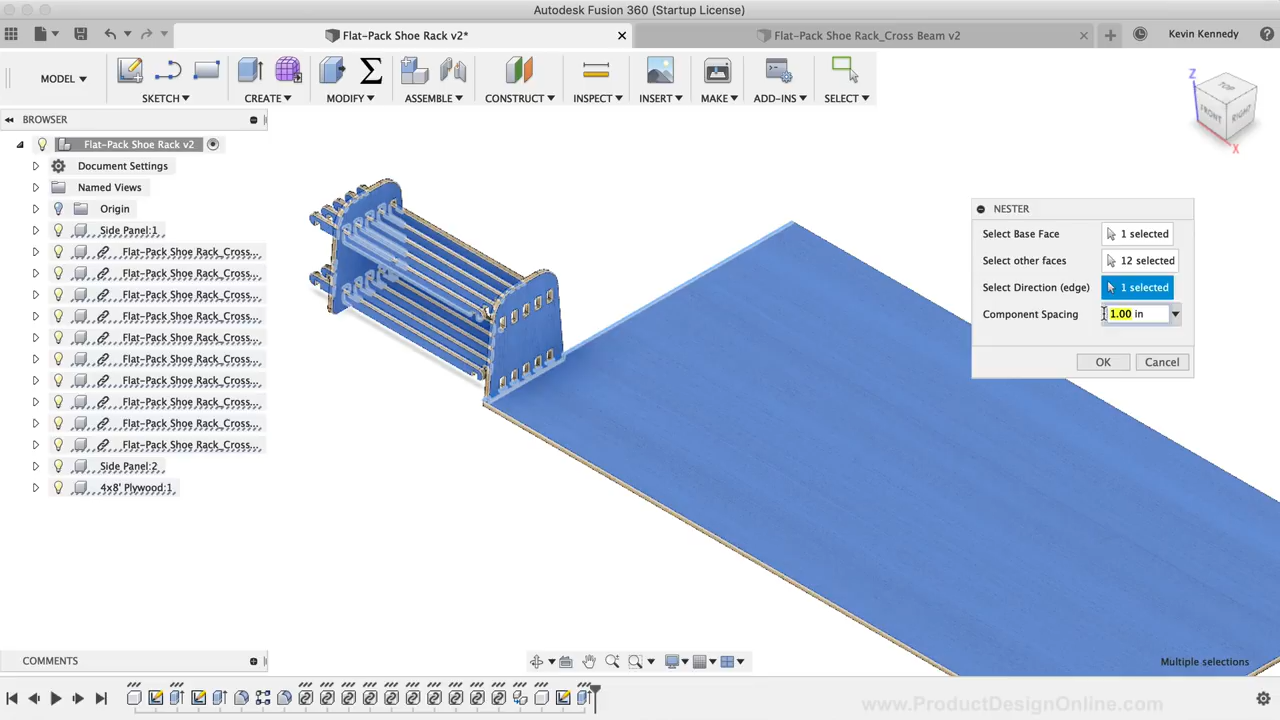 Autodesk Fusion 360 (Startup License)
Flat-Pack Shoe Rack v2*
Flat-Pack Shoe Rack_Cross Beam v2
Kevin Kennedy
MODEL
SKETCH
CREATE
MODIFY
ASSEMBLE
CONSTRUCT
INSPECT
INSERT
MAKE
ADD-INS
SELECT
TOP
FRONT
RIGHT
Z
X
BROWSER
Flat-Pack Shoe Rack v2
Document Settings
Named Views
Origin
Side Panel:1
Flat-Pack Shoe Rack_Cross...
Flat-Pack Shoe Rack_Cross...
Flat-Pack Shoe Rack_Cross...
Flat-Pack Shoe Rack_Cross...
Flat-Pack Shoe Rack_Cross...
Flat-Pack Shoe Rack_Cross...
Flat-Pack Shoe Rack_Cross...
Flat-Pack Shoe Rack_Cross...
Flat-Pack Shoe Rack_Cross...
Flat-Pack Shoe Rack_Cross...
Side Panel:2
4x8' Plywood:1
NESTER
Select Base Face 1 selected
Select other faces 12 selected
Select Direction (edge) 1 selected
Component Spacing 1.00 in
OK Cancel
COMMENTS
Multiple selections
www.ProductDesignOnline.com